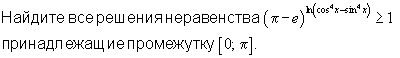 Найдите все решения неравенства (π−e)^{ln(cos⁴x−sin⁴x)} ≥ 1
принадлежащие промежутку [0; π].